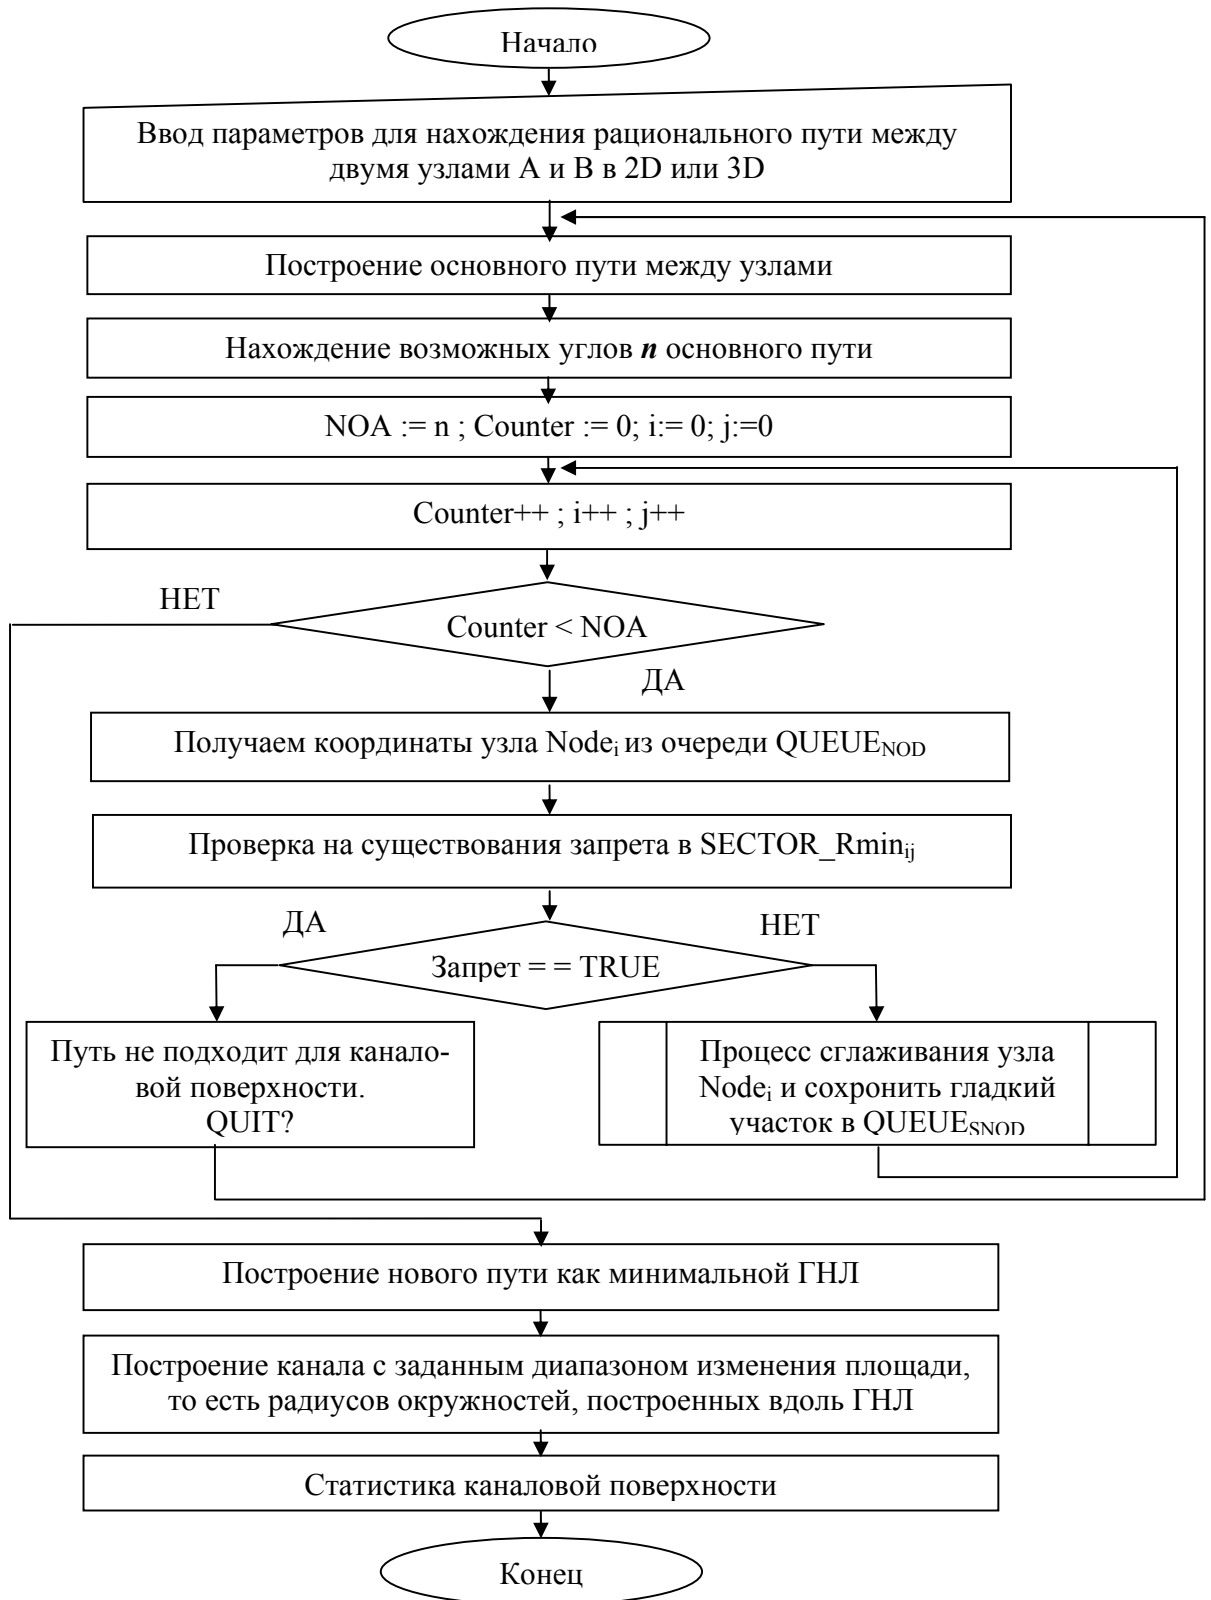 Начало
Ввод параметров для нахождения рационального пути между
двумя узлами А и В в 2D или 3D
Построение основного пути между узлами
Нахождение возможных углов n основного пути
NOA := n ; Counter := 0; i:= 0; j:=0
Counter++ ; i++ ; j++
НЕТ
Counter < NOA
ДА
Получаем координаты узла Nodei из очереди QUEUENOD
Проверка на существования запрета в SECTOR_Rminij
ДА
НЕТ
Запрет = = TRUE
Путь не подходит для канало-
вой поверхности.
QUIT?
Процесс сглаживания узла
Nodei и сохронить гладкий
участок в QUEUESNOD
Построение нового пути как минимальной ГНЛ
Построение канала с заданным диапазоном изменения площади,
то есть радиусов окружностей, построенных вдоль ГНЛ
Статистика каналовой поверхности
Конец